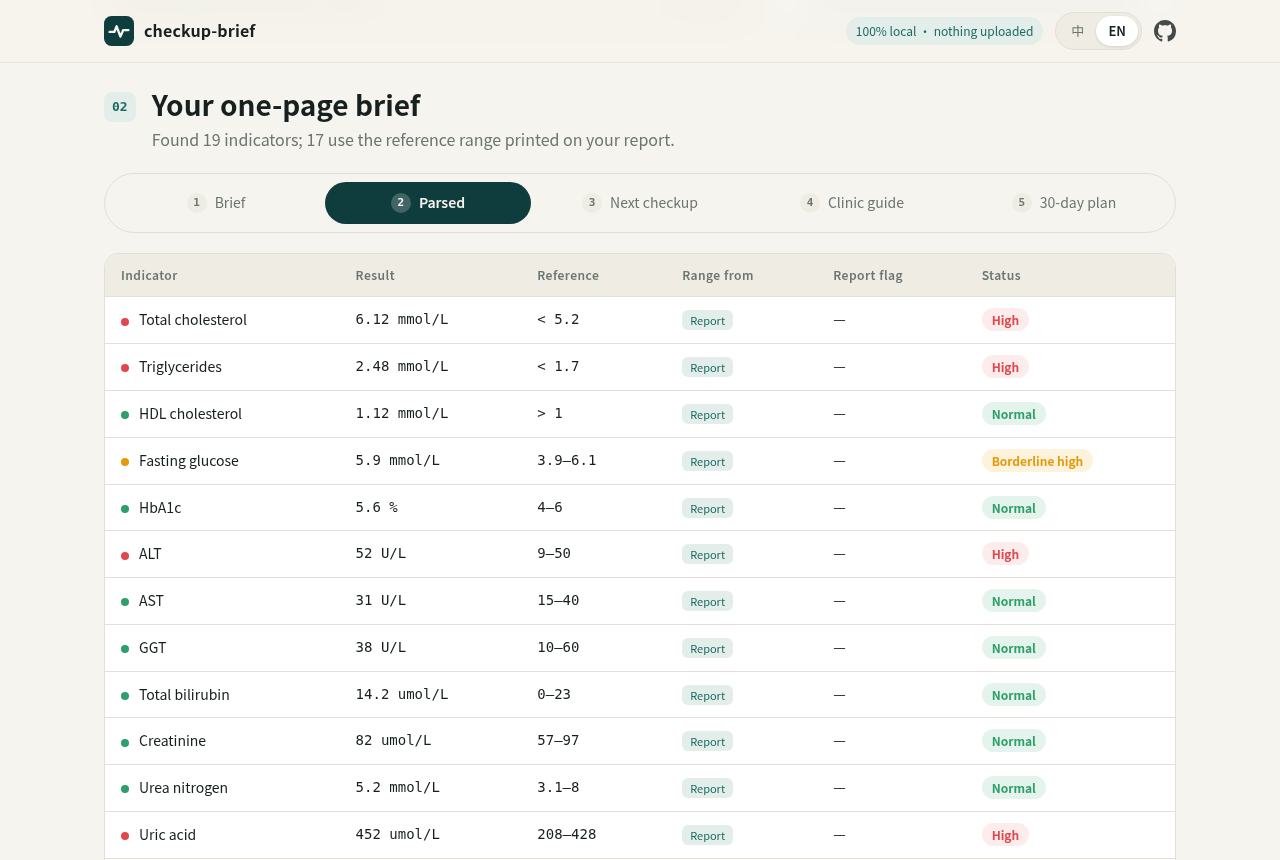 checkup-brief
100% local • nothing uploaded
中 EN
02 Your one-page brief
Found 19 indicators; 17 use the reference range printed on your report.
1 Brief 2 Parsed 3 Next checkup 4 Clinic guide 5 30-day plan
Indicator Result Reference Range from Report flag Status
Total cholesterol 6.12 mmol/L < 5.2 Report — High
Triglycerides 2.48 mmol/L < 1.7 Report — High
HDL cholesterol 1.12 mmol/L > 1 Report — Normal
Fasting glucose 5.9 mmol/L 3.9–6.1 Report — Borderline high
HbA1c 5.6 % 4–6 Report — Normal
ALT 52 U/L 9–50 Report — High
AST 31 U/L 15–40 Report — Normal
GGT 38 U/L 10–60 Report — Normal
Total bilirubin 14.2 umol/L 0–23 Report — Normal
Creatinine 82 umol/L 57–97 Report — Normal
Urea nitrogen 5.2 mmol/L 3.1–8 Report — Normal
Uric acid 452 umol/L 208–428 Report — High